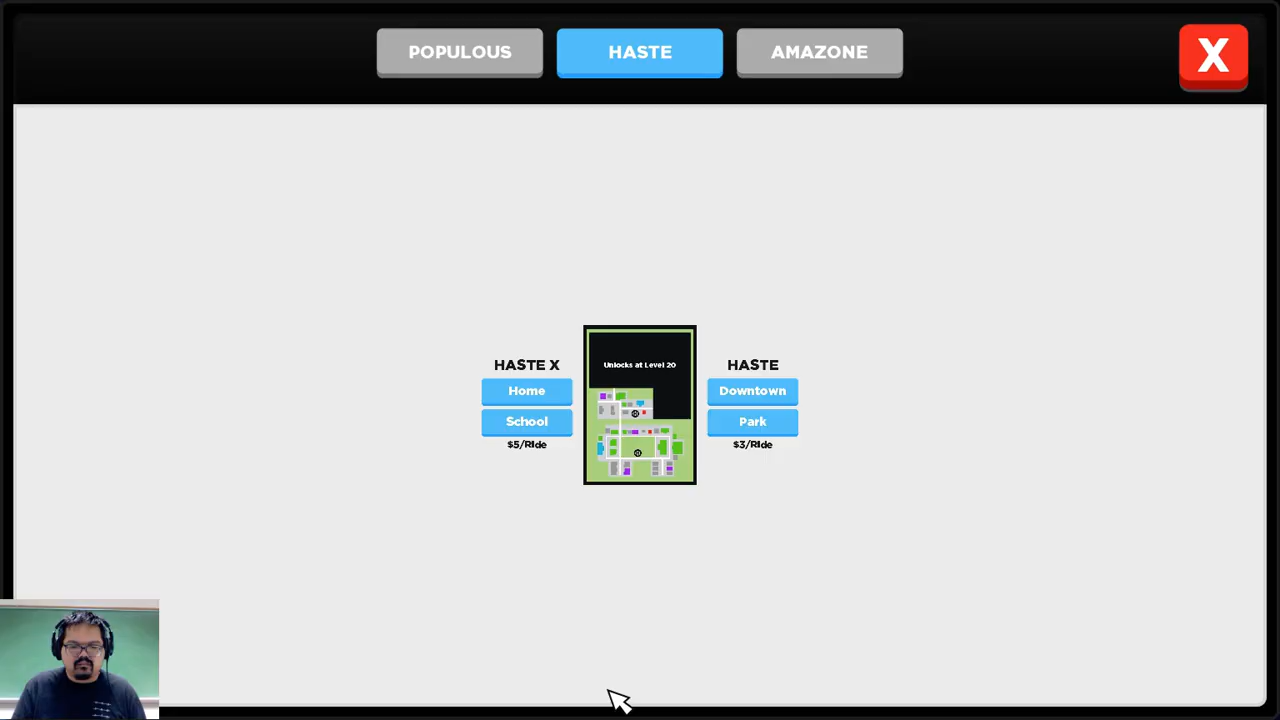 POPULOUS
HASTE
AMAZONE
X
HASTE X
Home
School
$5/Ride
Unlocks at Level 20
HASTE
Downtown
Park
$3/Ride